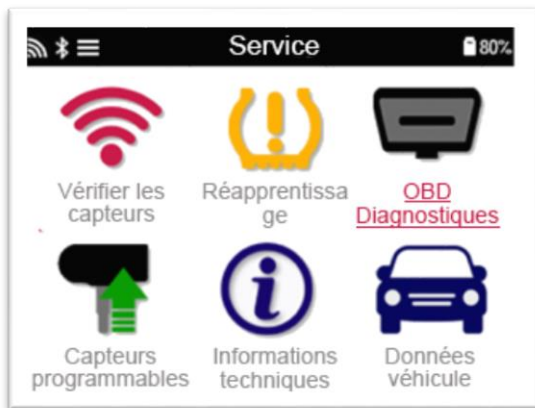 Service
80%
Vérifier les
capteurs
Réapprentissa
ge
OBD
Diagnostiques
Capteurs
programmables
Informations
techniques
Données
véhicule